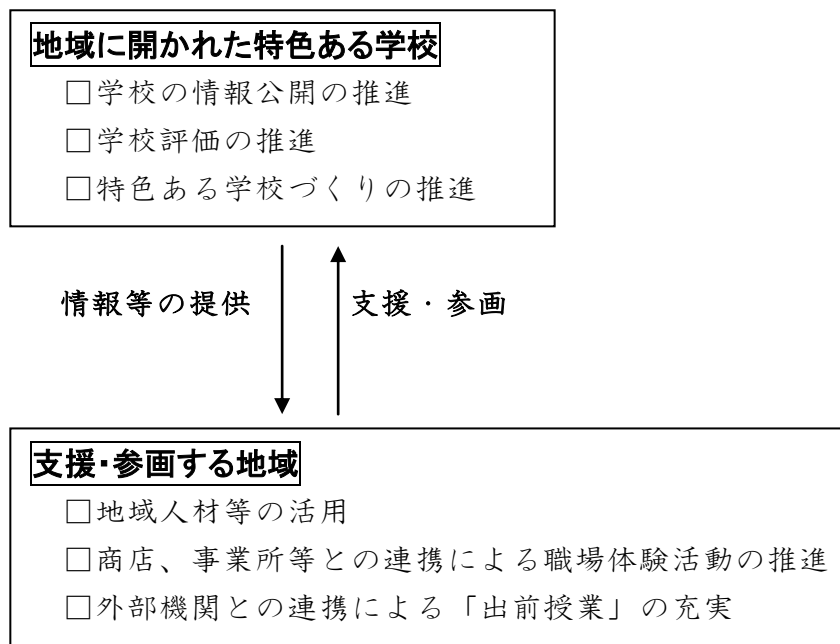 地域に開かれた特色ある学校
□学校の情報公開の推進
□学校評価の推進
□特色ある学校づくりの推進
情報等の提供
支援・参画
支援・参画する地域
□地域人材等の活用
□商店、事業所等との連携による職場体験活動の推進
□外部機関との連携による「出前授業」の充実